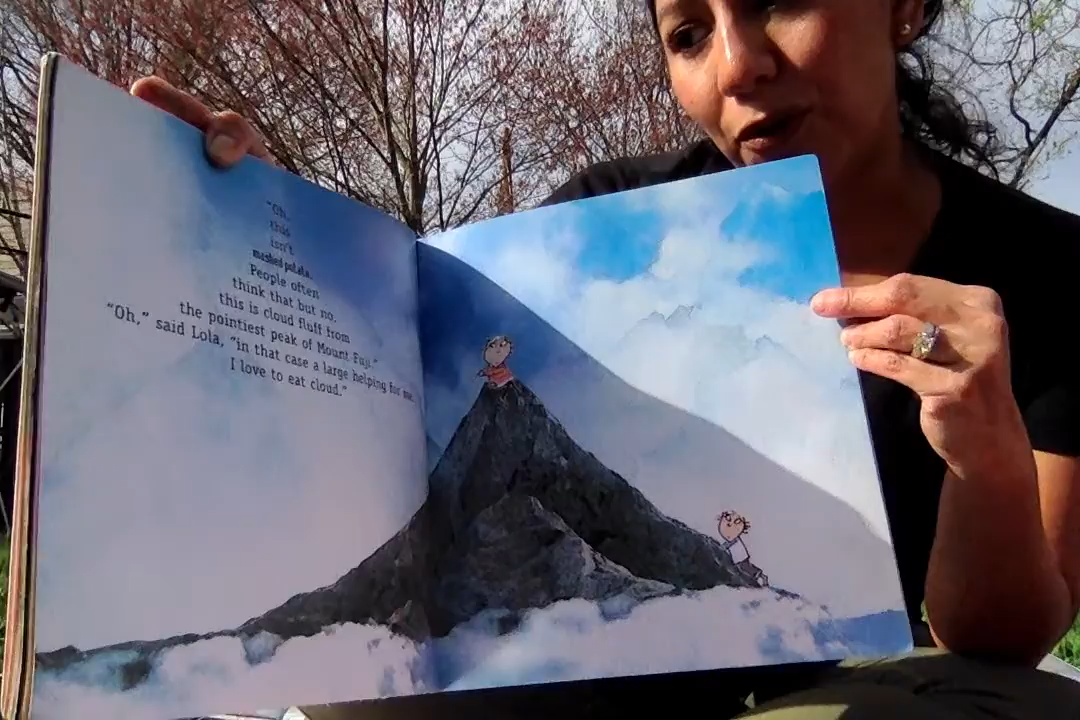 "Oh,
this
isn't
mashed potato.
People often
think that but no,
this is cloud fluff from
the pointiest peak of Mount Fuji."
"Oh," said Lola, "in that case a large helping for me.
I love to eat cloud."